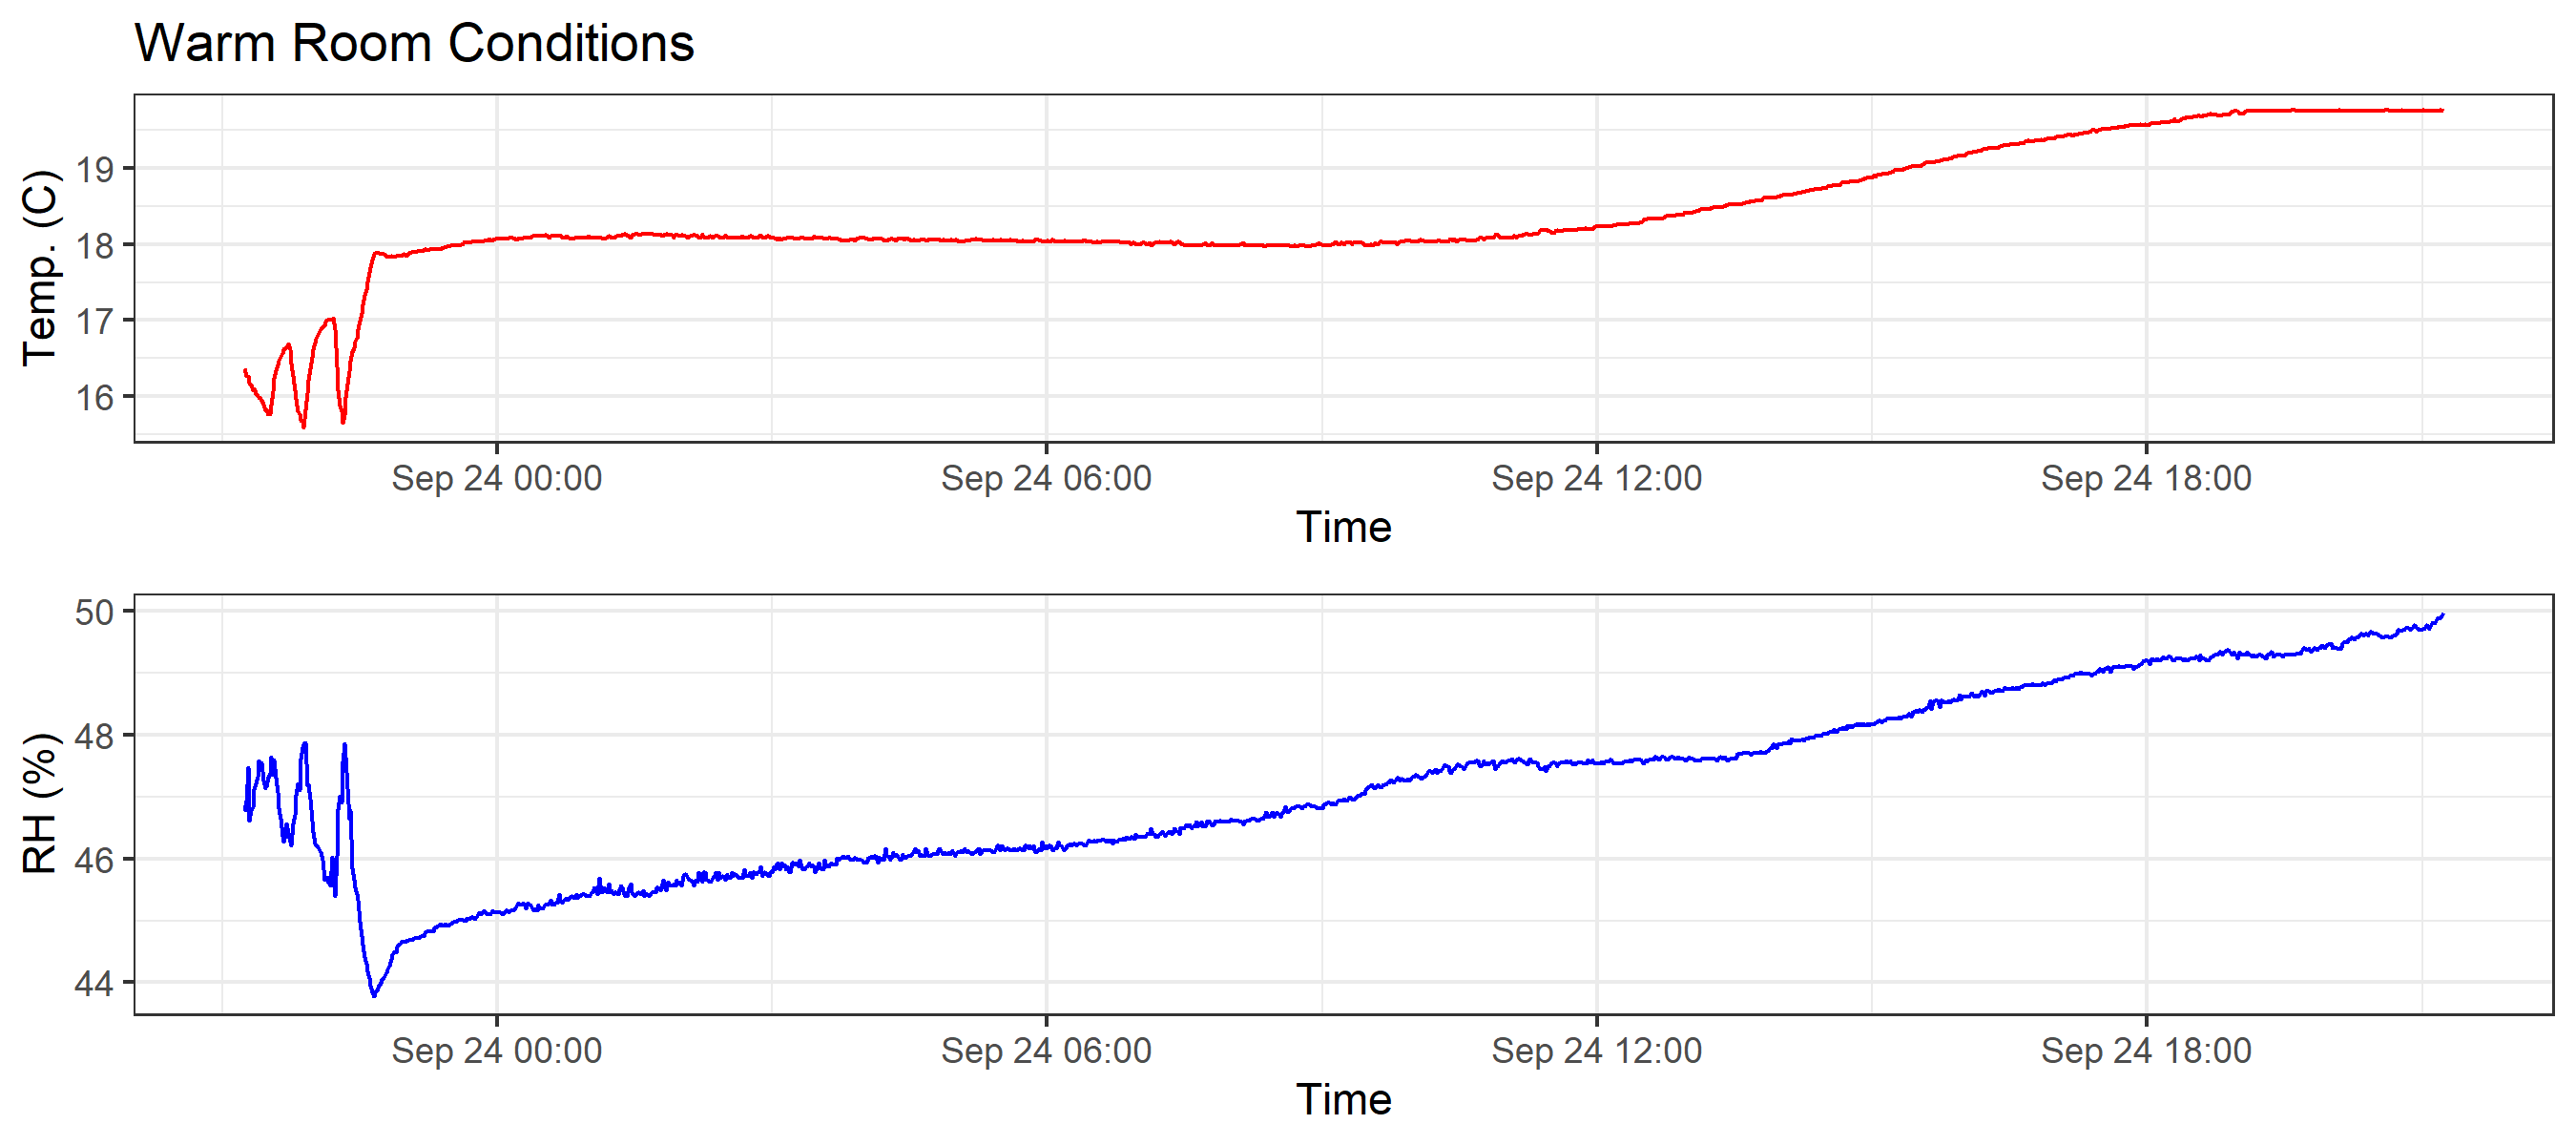 Warm Room Conditions
Temp. (C)
19
18
17
16
Sep 24 00:00 Sep 24 06:00 Sep 24 12:00 Sep 24 18:00
Time
RH (%)
50
48
46
44
Sep 24 00:00 Sep 24 06:00 Sep 24 12:00 Sep 24 18:00
Time